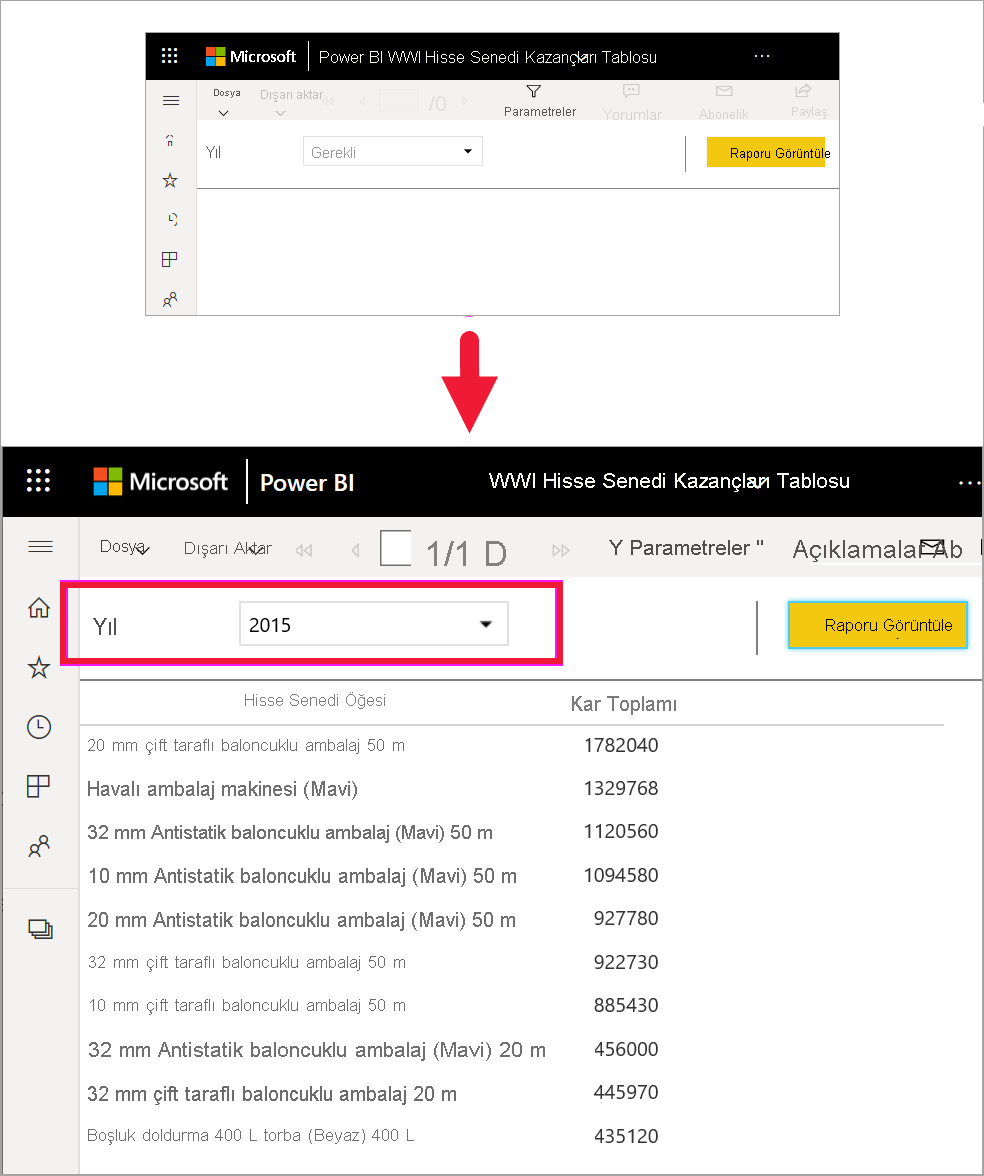 Microsoft Power BI WWI Hisse Senedi Kazançları Tablosu ...
Dosya Dışarı aktar /0 Parametreler Yorumlar Abonelik Paylaş
Yıl Gerekli Raporu Görüntüle
Microsoft Power BI WWI Hisse Senedi Kazançları Tablosu ...
Dosya Dışarı Aktar 1/1 D Y Parametreler " Açıklamalar Ab
Yıl 2015 Raporu Görüntüle
Hisse Senedi Öğesi Kar Toplamı
20 mm çift taraflı baloncuklu ambalaj 50 m 1782040
Havalı ambalaj makinesi (Mavi) 1329768
32 mm Antistatik baloncuklu ambalaj (Mavi) 50 m 1120560
10 mm Antistatik baloncuklu ambalaj (Mavi) 50 m 1094580
20 mm Antistatik baloncuklu ambalaj (Mavi) 50 m 927780
32 mm çift taraflı baloncuklu ambalaj 50 m 922730
10 mm çift taraflı baloncuklu ambalaj 50 m 885430
32 mm Antistatik baloncuklu ambalaj (Mavi) 20 m 456000
32 mm çift taraflı baloncuklu ambalaj 20 m 445970
Boşluk doldurma 400 L torba (Beyaz) 400 L 435120